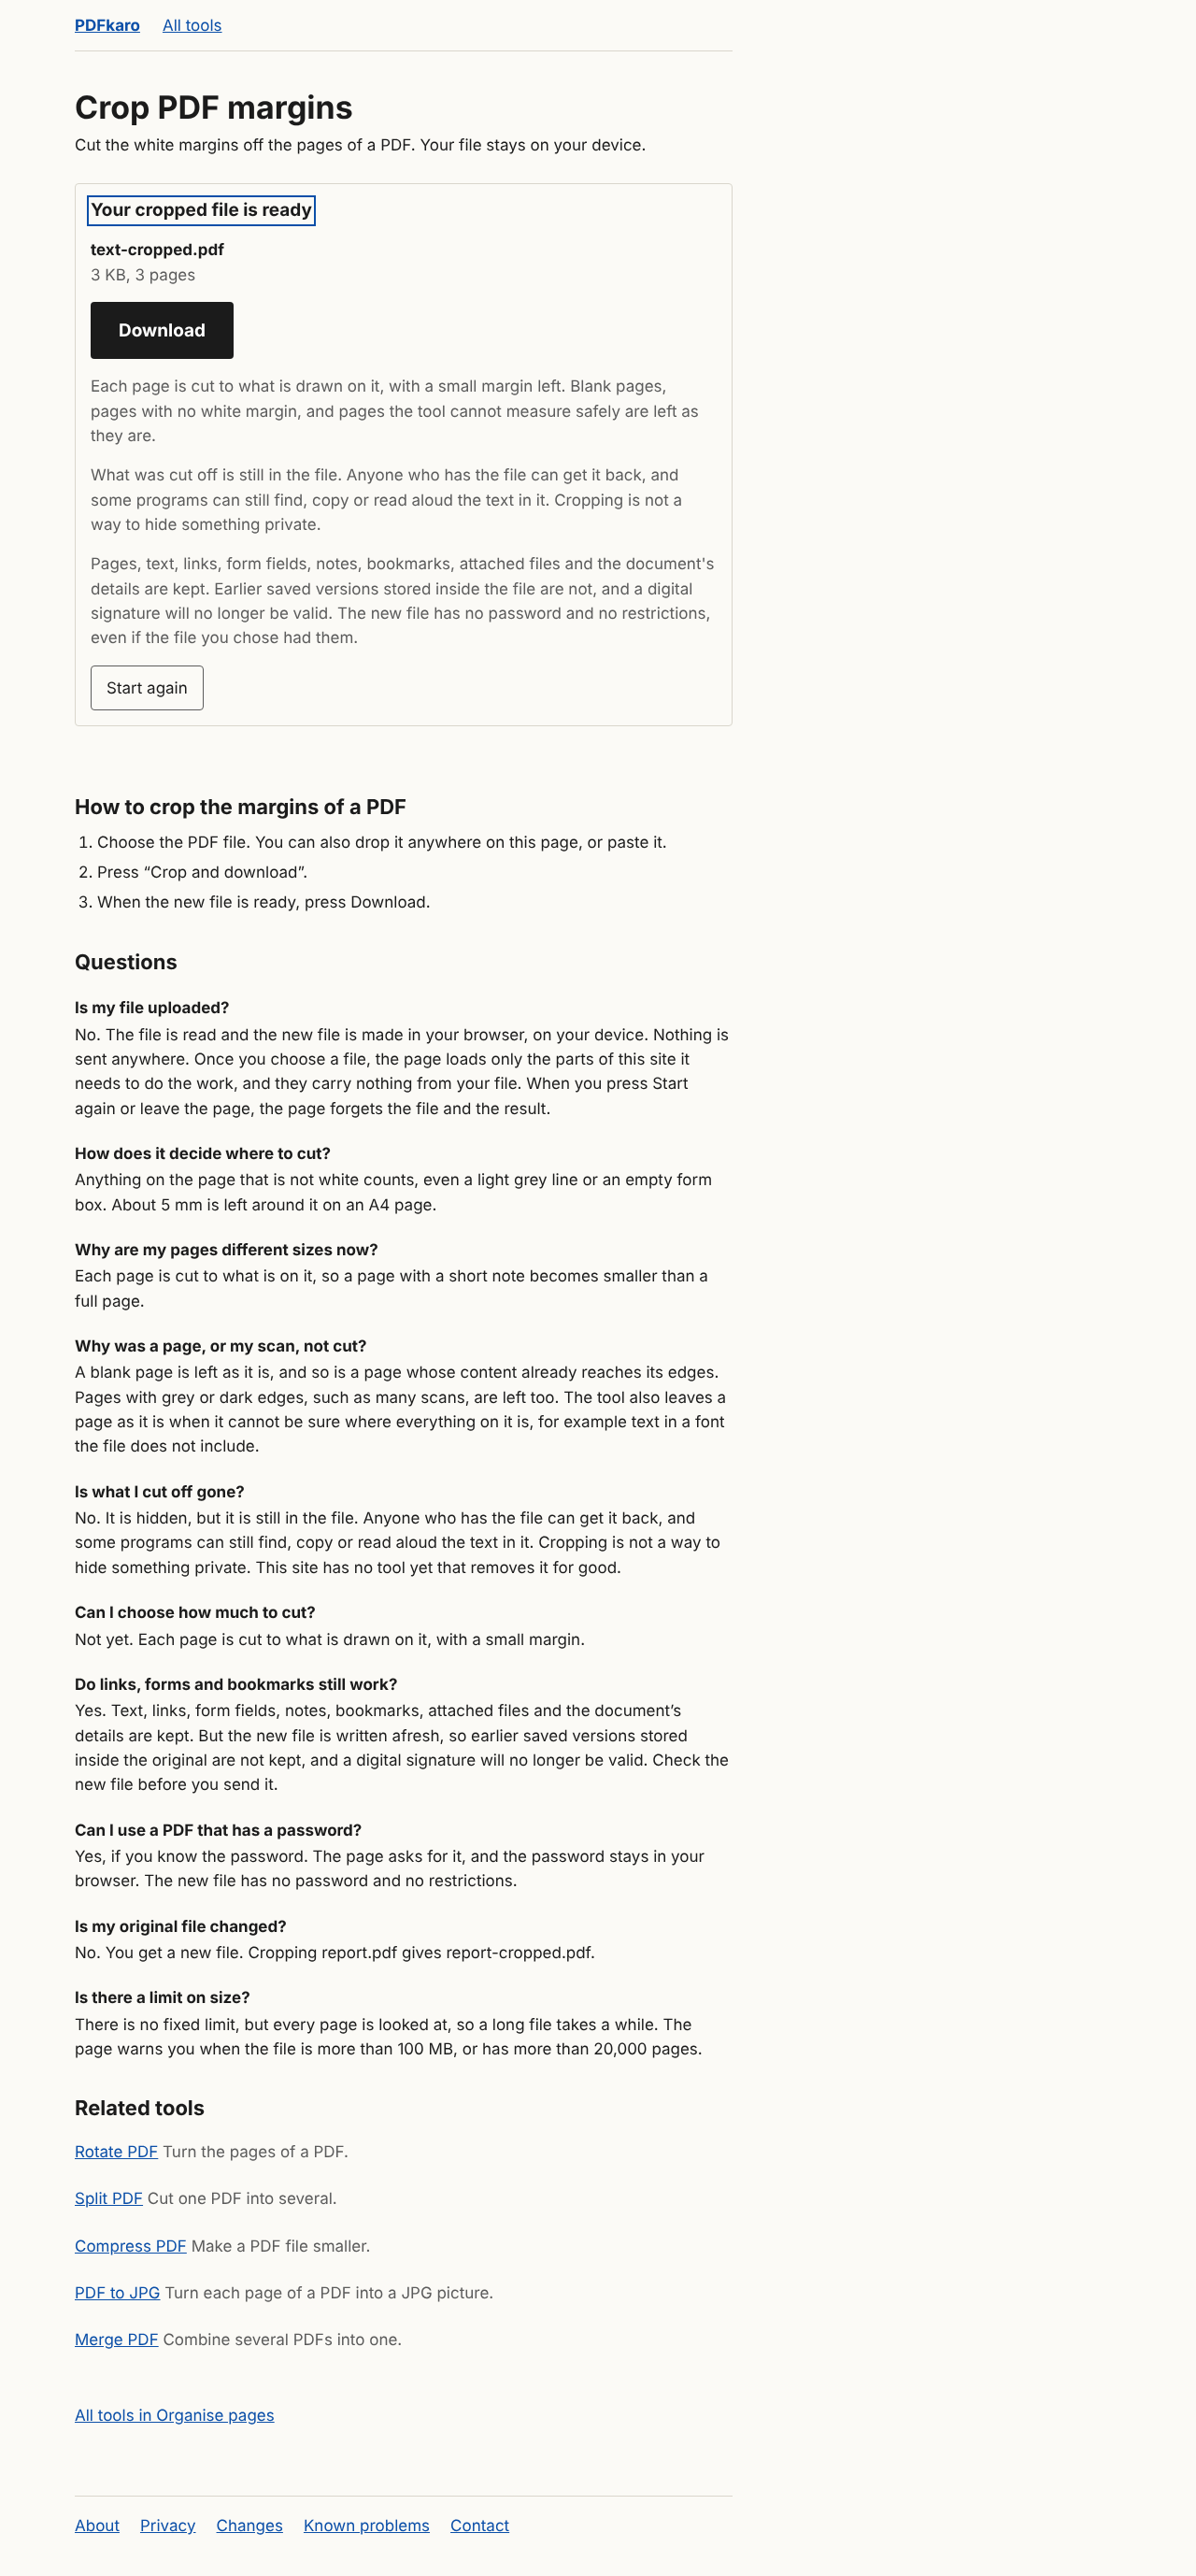 PDFkaro All tools
Crop PDF margins
Cut the white margins off the pages of a PDF. Your file stays on your device.
Your cropped file is ready
text-cropped.pdf
3 KB, 3 pages
Download
Each page is cut to what is drawn on it, with a small margin left. Blank pages,
pages with no white margin, and pages the tool cannot measure safely are left as
they are.
What was cut off is still in the file. Anyone who has the file can get it back, and
some programs can still find, copy or read aloud the text in it. Cropping is not a
way to hide something private.
Pages, text, links, form fields, notes, bookmarks, attached files and the document's
details are kept. Earlier saved versions stored inside the file are not, and a digital
signature will no longer be valid. The new file has no password and no restrictions,
even if the file you chose had them.
Start again
How to crop the margins of a PDF
1. Choose the PDF file. You can also drop it anywhere on this page, or paste it.
2. Press “Crop and download”.
3. When the new file is ready, press Download.
Questions
Is my file uploaded?
No. The file is read and the new file is made in your browser, on your device. Nothing is
sent anywhere. Once you choose a file, the page loads only the parts of this site it
needs to do the work, and they carry nothing from your file. When you press Start
again or leave the page, the page forgets the file and the result.
How does it decide where to cut?
Anything on the page that is not white counts, even a light grey line or an empty form
box. About 5 mm is left around it on an A4 page.
Why are my pages different sizes now?
Each page is cut to what is on it, so a page with a short note becomes smaller than a
full page.
Why was a page, or my scan, not cut?
A blank page is left as it is, and so is a page whose content already reaches its edges.
Pages with grey or dark edges, such as many scans, are left too. The tool also leaves a
page as it is when it cannot be sure where everything on it is, for example text in a font
the file does not include.
Is what I cut off gone?
No. It is hidden, but it is still in the file. Anyone who has the file can get it back, and
some programs can still find, copy or read aloud the text in it. Cropping is not a way to
hide something private. This site has no tool yet that removes it for good.
Can I choose how much to cut?
Not yet. Each page is cut to what is drawn on it, with a small margin.
Do links, forms and bookmarks still work?
Yes. Text, links, form fields, notes, bookmarks, attached files and the document’s
details are kept. But the new file is written afresh, so earlier saved versions stored
inside the original are not kept, and a digital signature will no longer be valid. Check the
new file before you send it.
Can I use a PDF that has a password?
Yes, if you know the password. The page asks for it, and the password stays in your
browser. The new file has no password and no restrictions.
Is my original file changed?
No. You get a new file. Cropping report.pdf gives report-cropped.pdf.
Is there a limit on size?
There is no fixed limit, but every page is looked at, so a long file takes a while. The
page warns you when the file is more than 100 MB, or has more than 20,000 pages.
Related tools
Rotate PDF Turn the pages of a PDF.
Split PDF Cut one PDF into several.
Compress PDF Make a PDF file smaller.
PDF to JPG Turn each page of a PDF into a JPG picture.
Merge PDF Combine several PDFs into one.
All tools in Organise pages
About Privacy Changes Known problems Contact